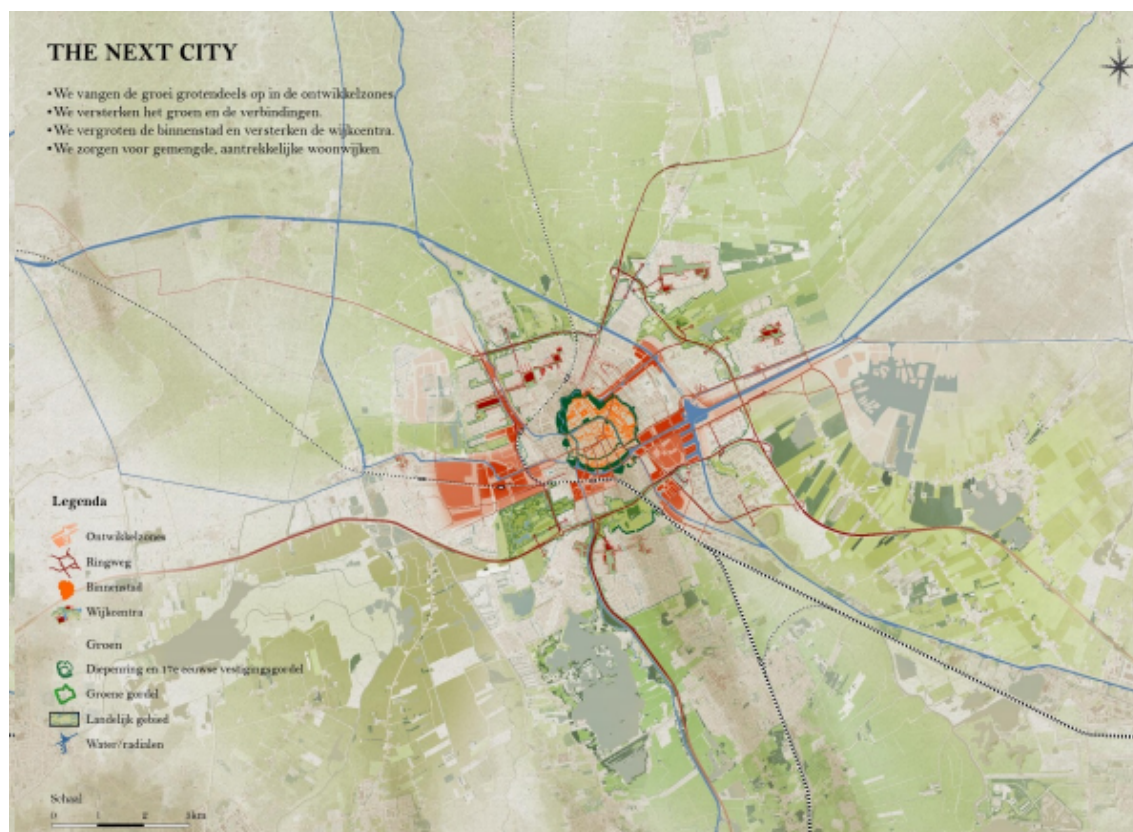 THE NEXT CITY
• We vangen de groei grotendeels op in de ontwikkelzones.
• We versterken het groen en de verbindingen.
• We vergroten de binnenstad en versterken de wijkcentra.
• We zorgen voor gemengde, aantrekkelijke woonwijken.
Legenda
Ontwikkelzones
Ringweg
Binnenstad
Wijkcentra
Groen
Diepenring en 17e eeuwse vestigingsgordel
Groene gordel
Landelijk gebied
Water/radialen
Schaal
0 1 2 3km